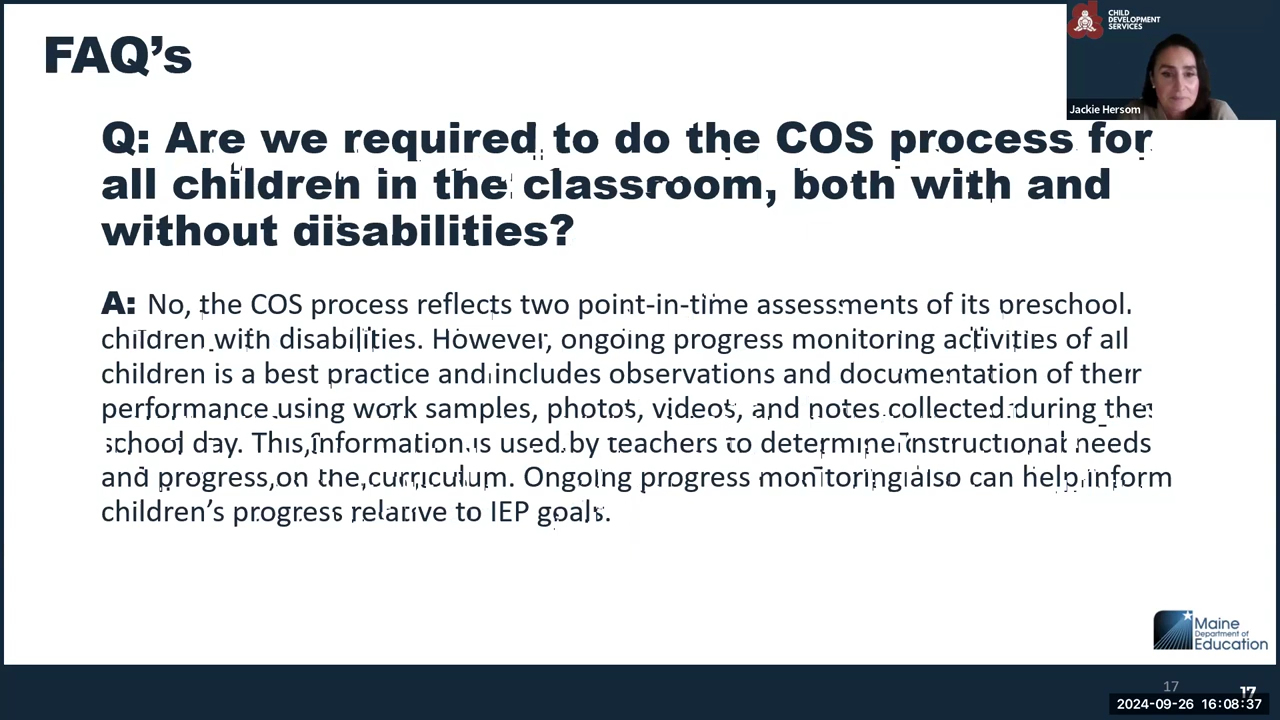 FAQ's
CHILD
DEVELOPMENT
SERVICES
Jackie Hersom
Q: Are we required to do the COS process for
all children in the classroom, both with and
without disabilities?
A: No, the COS process reflects two point-in-time assessments of its preschool
children with disabilities. However, ongoing progress monitoring activities of all
children is a best practice and includes observations and documentation of their
performance using work samples, photos, videos, and notes collected during the
school day. This information is used by teachers to determine instructional needs
and progress on the curriculum. Ongoing progress monitoring also can help inform
children's progress relative to IEP goals.
Maine
Department of
Education
17
17
2024-09-26 16:08:37